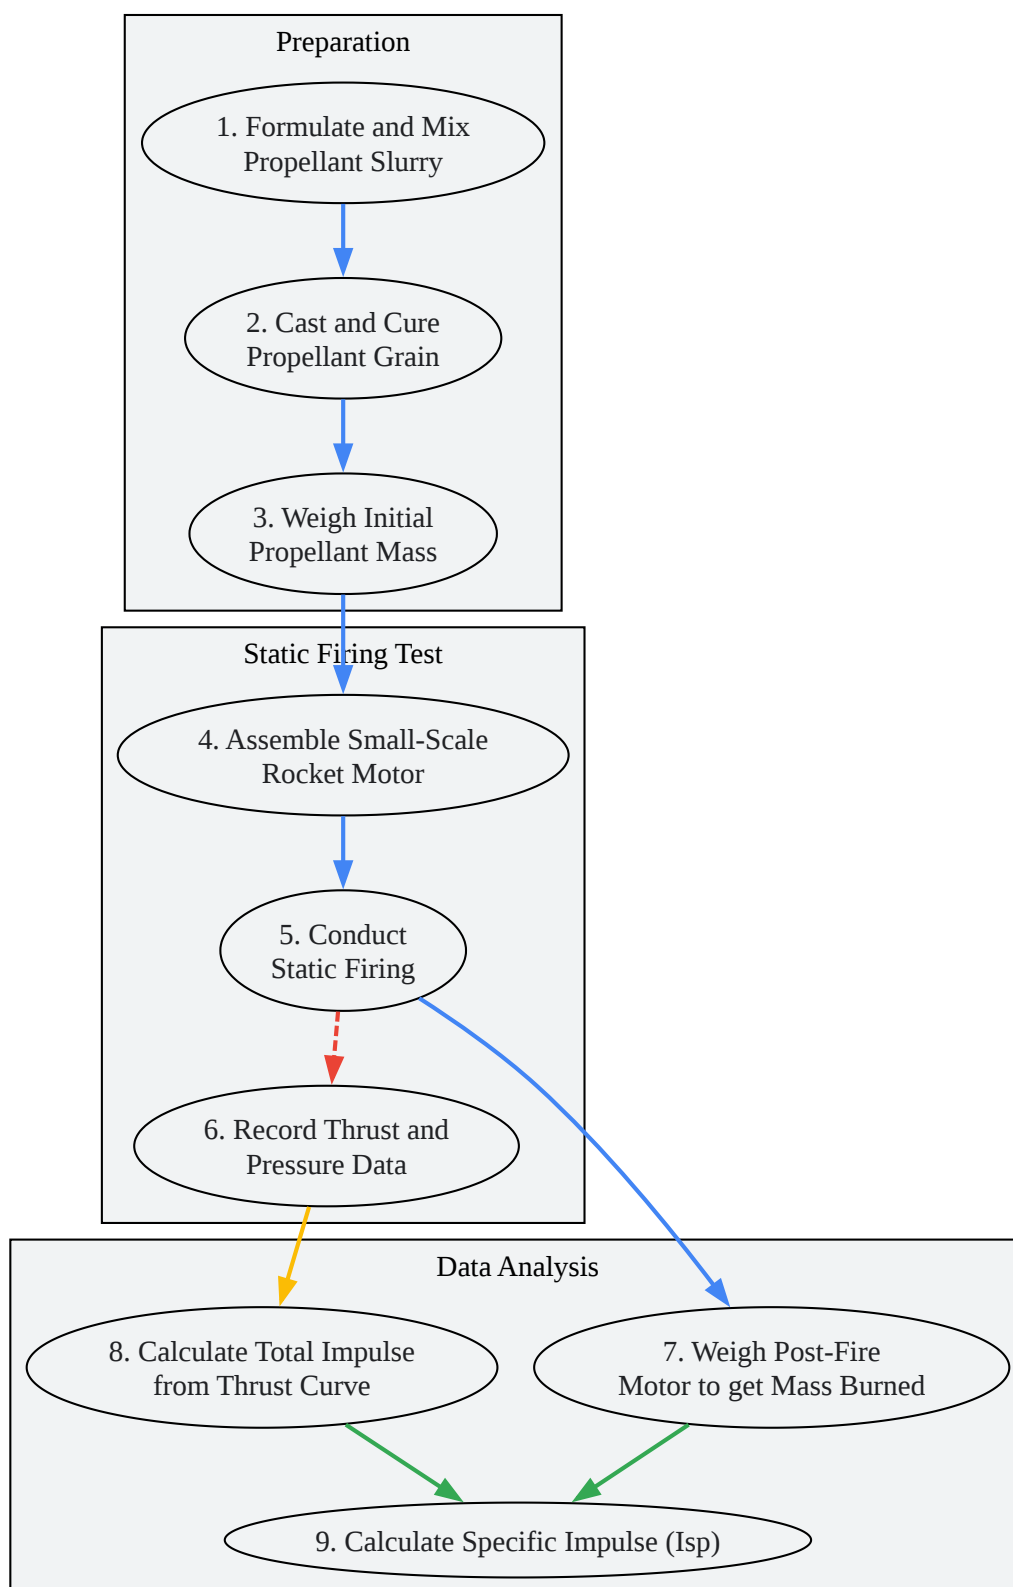 Preparation
1. Formulate and Mix
Propellant Slurry
2. Cast and Cure
Propellant Grain
3. Weigh Initial
Propellant Mass
Static Firing Test
4. Assemble Small-Scale
Rocket Motor
5. Conduct
Static Firing
6. Record Thrust and
Pressure Data
Data Analysis
8. Calculate Total Impulse
from Thrust Curve
7. Weigh Post-Fire
Motor to get Mass Burned
9. Calculate Specific Impulse (Isp)